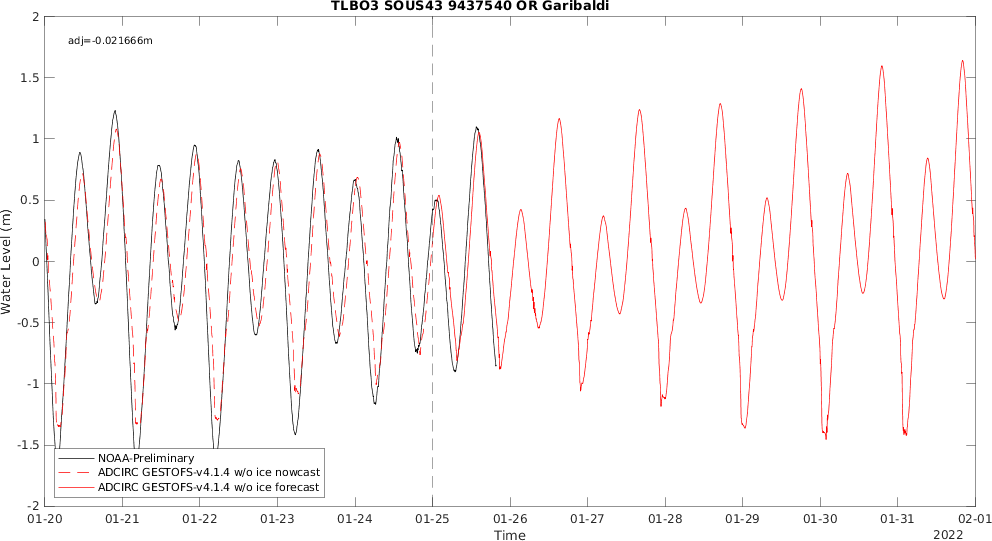 TLBO3 SOUS43 9437540 OR Garibaldi
adj=-0.021666m
2
1.5
1
0.5
0
-0.5
-1
-1.5
-2
Water Level (m)
NOAA-Preliminary
ADCIRC GESTOFS-v4.1.4 w/o ice nowcast
ADCIRC GESTOFS-v4.1.4 w/o ice forecast
01-20 01-21 01-22 01-23 01-24 01-25 01-26 01-27 01-28 01-29 01-30 01-31 02-01
Time
2022